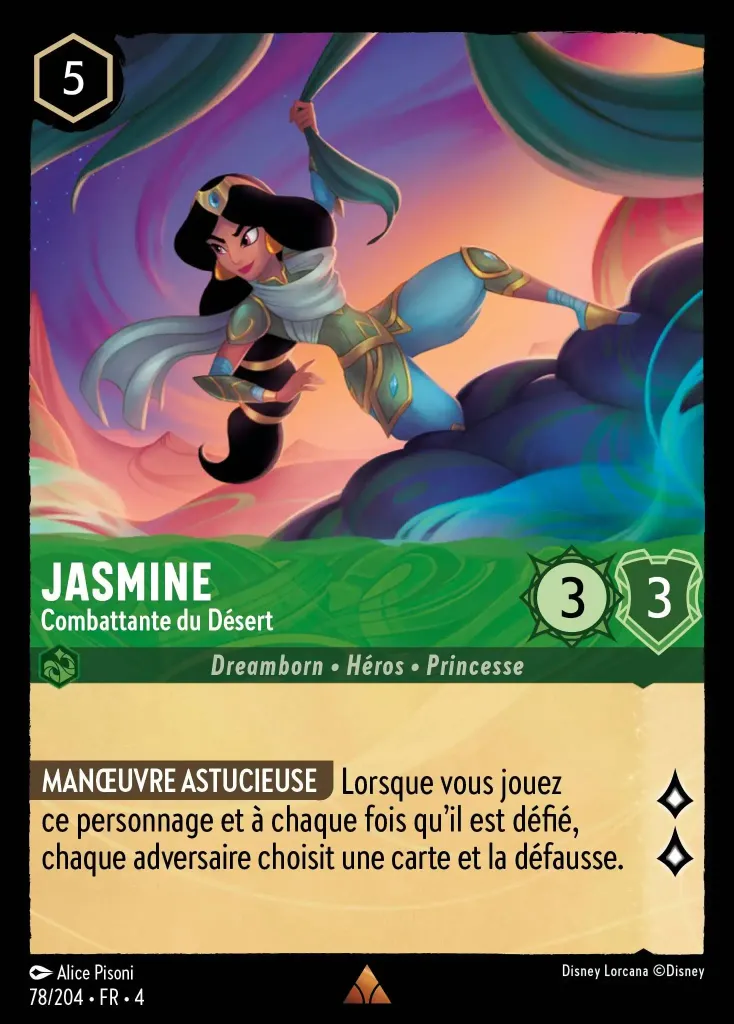 5
JASMINE
Combattante du Désert
3
3
Dreamborn • Héros • Princesse
MANŒUVRE ASTUCIEUSE Lorsque vous jouez
ce personnage et à chaque fois qu'il est défié,
chaque adversaire choisit une carte et la défausse.
Alice Pisoni
Disney Lorcana ©Disney
78/204 • FR • 4